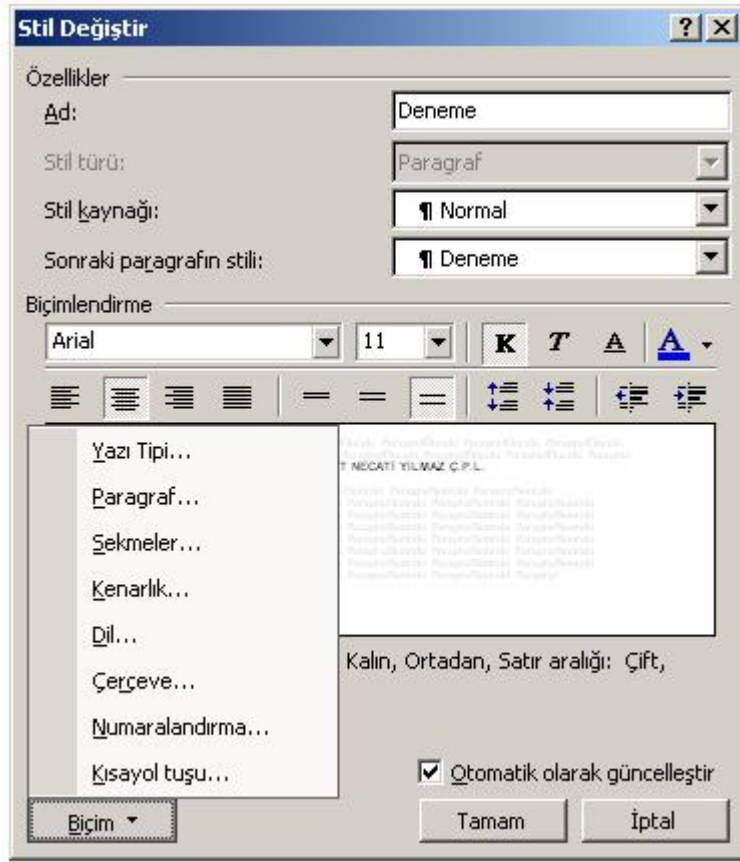 Stil Değiştir
Özellikler
Ad: Deneme
Stil türü: Paragraf
Stil kaynağı: ¶ Normal
Sonraki paragrafın stili: ¶ Deneme
Biçimlendirme
Arial 11 K T A A
Yazı Tipi...
Paragraf...
Sekmeler...
Kenarlık...
Dil...
Çerçeve...
Numaralandırma...
Kısayol tuşu...
NECATİ YILMAZ Ç.P.L.
Kalın, Ortadan, Satır aralığı: Çift,
Otomatik olarak güncelleştir
Biçim Tamam İptal